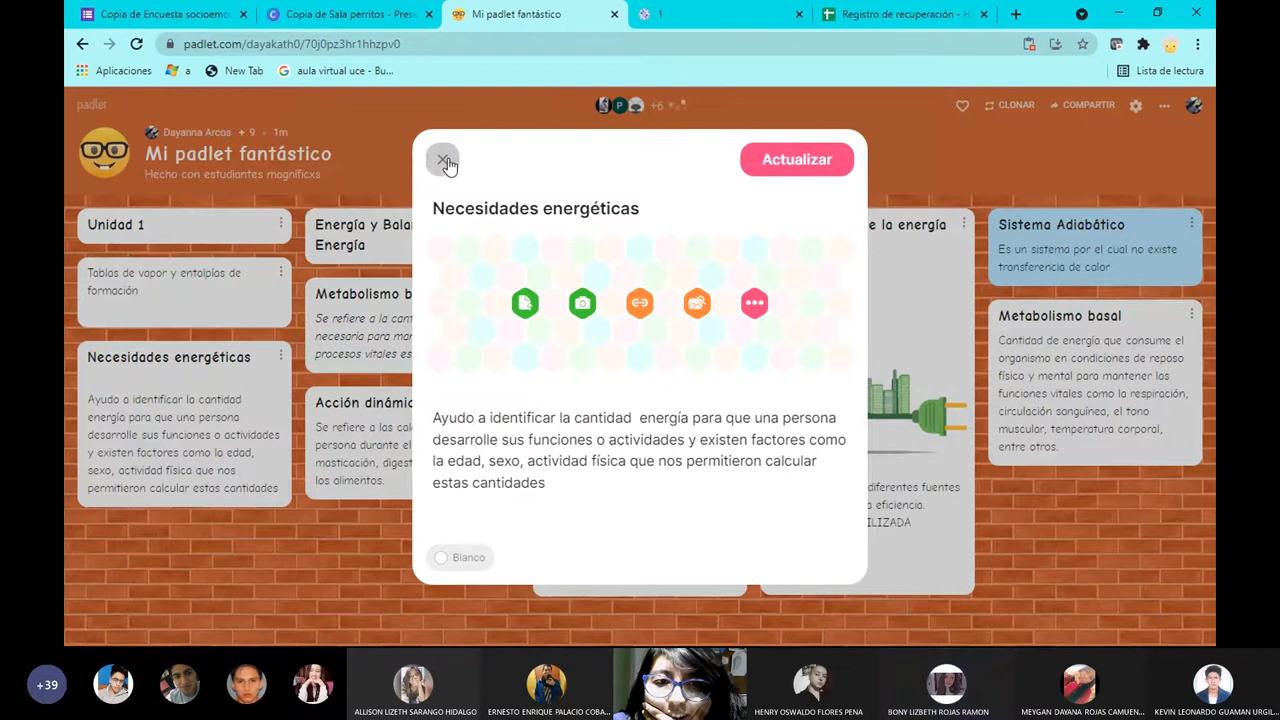 Copia de Encuesta socioemo
Copia de Sala perritos - Prese
Mi padlet fantástico
1
Registro de recuperación - H
padlet.com/dayakath0/70j0pz3hr1hhzpv0
Aplicaciones
a
New Tab
aula virtual uce - Bu...
Lista de lectura
padlet
+6
CLONAR
COMPARTIR
Dayanna Arcos + 9 • 1m
Mi padlet fantástico
Hecho con estudiantes magníficxs
Unidad 1
Tablas de vapor y entalpías de
formación
Necesidades energéticas
Ayudo a identificar la cantidad
energía para que una persona
desarrolle sus funciones o actividades
y existen factores como la edad,
sexo, actividad física que nos
permitieron calcular estas cantidades
Energía y Bala
Energía
Metabolismo b
Se refiere a la cant
necesaria para man
procesos vitales es
Acción dinámi
Se refiere a las cal
persona durante el
masticación, digest
los alimentos.
Actualizar
Necesidades energéticas
Ayudo a identificar la cantidad energía para que una persona
desarrolle sus funciones o actividades y existen factores como
la edad, sexo, actividad física que nos permitieron calcular
estas cantidades
Blanco
e la energía
diferentes fuentes
a eficiencia.
ILIZADA
Sistema Adiabático
Es un sistema por el cual no existe
transferencia de calor
Metabolismo basal
Cantidad de energía que consume el
organismo en condiciones de reposo
físico y mental para mantener las
funciones vitales como la respiración,
circulación sanguínea, el tono
muscular, temperatura corporal,
entre otros.
+39
ALLISON LIZETH SARANGO HIDALGO
ERNESTO ENRIQUE PALACIO COBA...
HENRY OSWALDO FLORES PENA
BONY LIZBETH ROJAS RAMON
MEYGAN DAYANA ROJAS CAMUEN...
KEVIN LEONARDO GUAMAN URGIL...